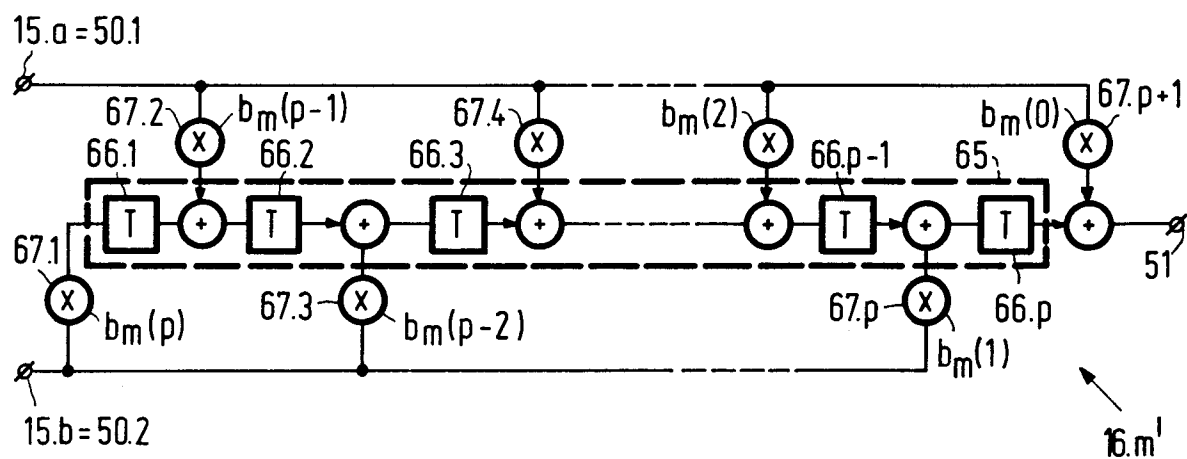 15.a = 50.1
67.2 b_m(p-1) 67.4 b_m(2) b_m(0) 67.p+1
66.1 66.2 66.3 66.p-1 65
X X X X
T + T + T + + T + T +
67.1 51
X b_m(p) 67.3 X b_m(p-2) 67.p X b_m(1) 66.p
15.b = 50.2
16.m'